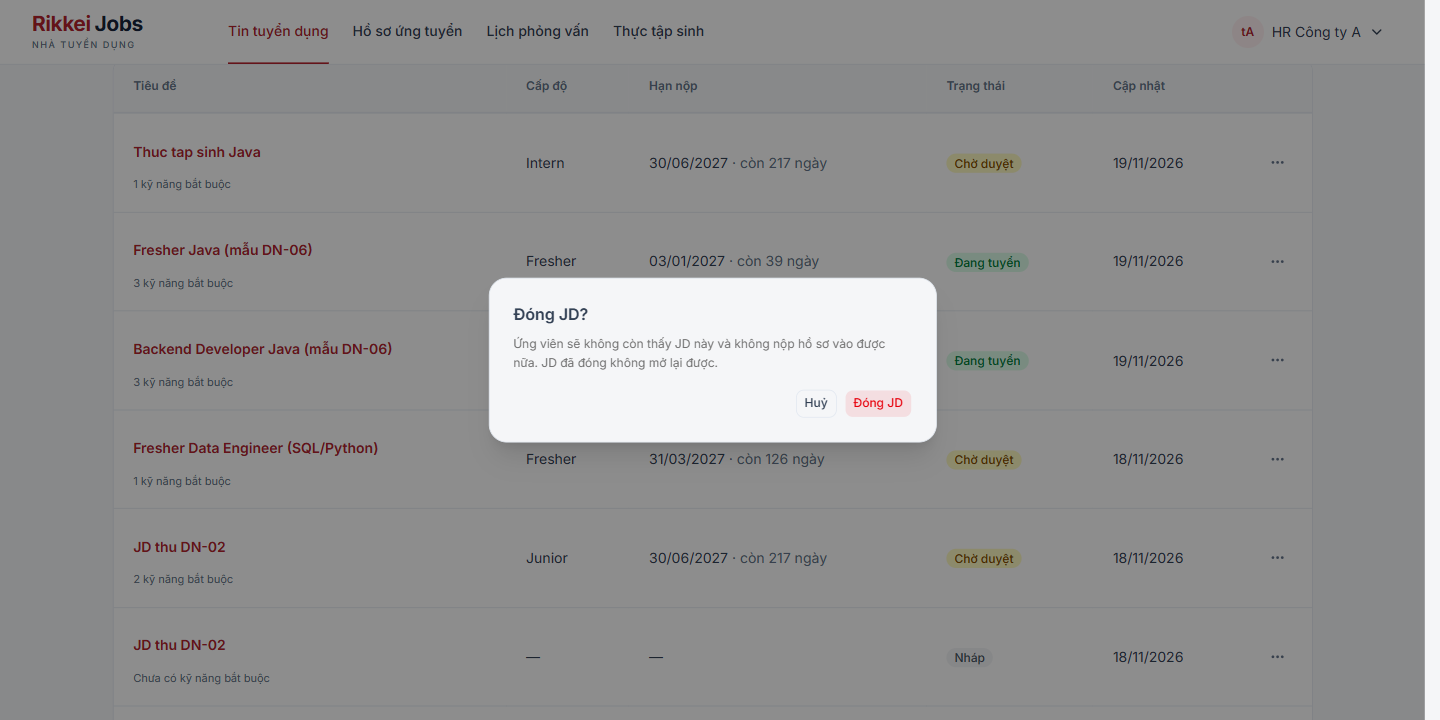 Rikkei Jobs
NHÀ TUYỂN DỤNG
Tin tuyển dụng
Hồ sơ ứng tuyển
Lịch phỏng vấn
Thực tập sinh
tA
HR Công ty A
Tiêu đề
Cấp độ
Hạn nộp
Trạng thái
Cập nhật
Thuc tap sinh Java
1 kỹ năng bắt buộc
Intern
30/06/2027 · còn 217 ngày
Chờ duyệt
19/11/2026
Fresher Java (mẫu DN-06)
3 kỹ năng bắt buộc
Fresher
03/01/2027 · còn 39 ngày
Đang tuyển
19/11/2026
Backend Developer Java (mẫu DN-06)
3 kỹ năng bắt buộc
Đang tuyển
19/11/2026
Đóng JD?
Ứng viên sẽ không còn thấy JD này và không nộp hồ sơ vào được
nữa. JD đã đóng không mở lại được.
Huỷ
Đóng JD
Fresher Data Engineer (SQL/Python)
1 kỹ năng bắt buộc
Fresher
31/03/2027 · còn 126 ngày
Chờ duyệt
18/11/2026
JD thu DN-02
2 kỹ năng bắt buộc
Junior
30/06/2027 · còn 217 ngày
Chờ duyệt
18/11/2026
JD thu DN-02
Chưa có kỹ năng bắt buộc
—
—
Nháp
18/11/2026